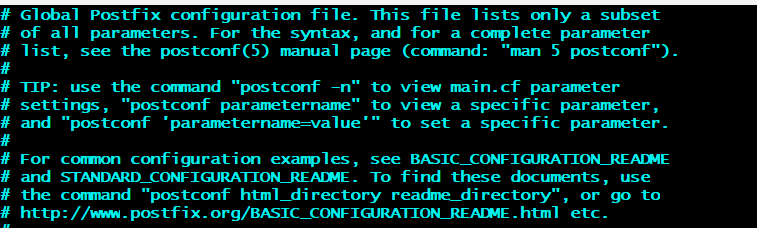 # Global Postfix configuration file. This file lists only a subset
# of all parameters. For the syntax, and for a complete parameter
# list, see the postconf(5) manual page (command: "man 5 postconf").
#
# TIP: use the command "postconf -n" to view main.cf parameter
# settings, "postconf parametername" to view a specific parameter,
# and "postconf 'parametername=value'" to set a specific parameter.
#
# For common configuration examples, see BASIC_CONFIGURATION_README
# and STANDARD_CONFIGURATION_README. To find these documents, use
# the command "postconf html_directory readme_directory", or go to
# http://www.postfix.org/BASIC_CONFIGURATION_README.html etc.
#